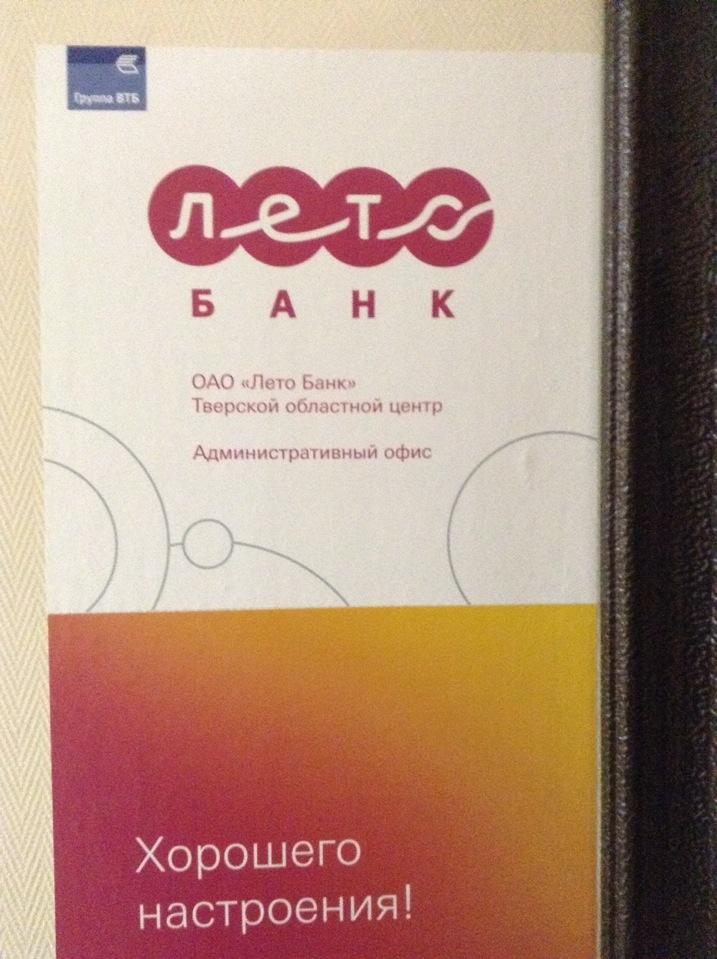 Группа ВТБ
лето
БАНК
ОАО «Лето Банк»
Тверской областной центр
Административный офис
Хорошего
настроения!